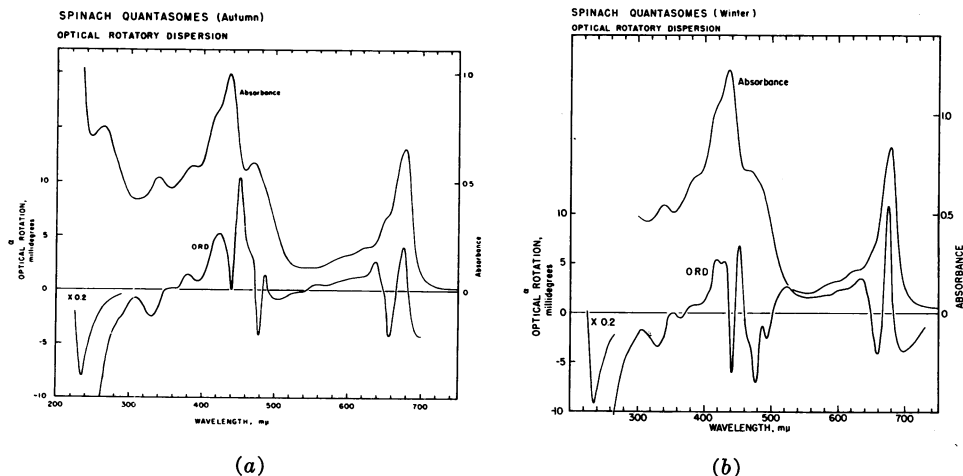 SPINACH QUANTASOMES (Autumn)
OPTICAL ROTATORY DISPERSION
Absorbance
ORD
X 0.2
10
5
0
-5
-10
α
OPTICAL ROTATION,
millidegrees
1.0
0.5
0
Absorbance
200 300 400 500 600 700
WAVELENGTH, mμ
(a)
SPINACH QUANTASOMES (Winter)
OPTICAL ROTATORY DISPERSION
Absorbance
ORD
X 0.2
10
5
0
-5
-10
α
OPTICAL ROTATION,
millidegrees
1.0
0.5
0
ABSORBANCE
300 400 500 600 700
WAVELENGTH, mμ
(b)